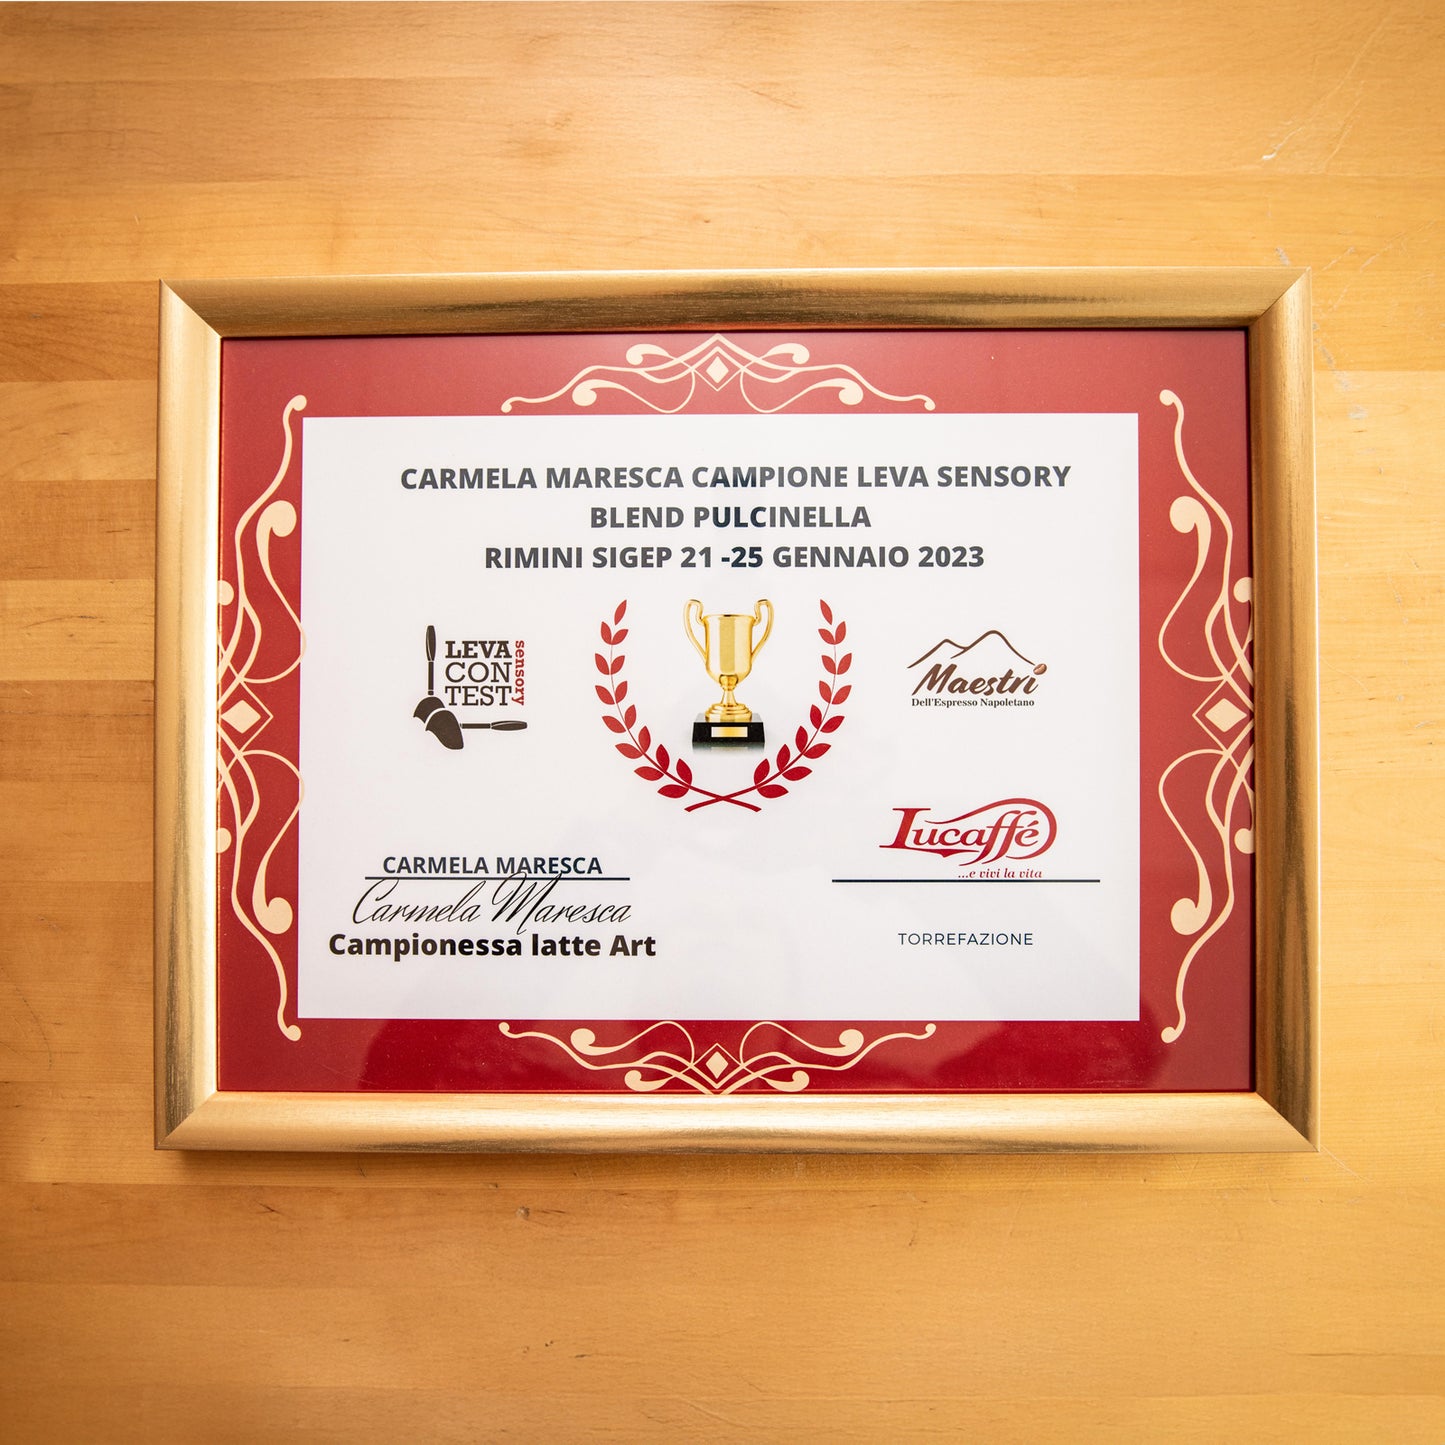 CARMELA MARESCA CAMPIONE LEVA SENSORY
BLEND PULCINELLA
RIMINI SIGEP 21 -25 GENNAIO 2023
LEVA
CON
TEST
sensory
Maestri
Dell'Espresso Napoletano
Lucaffé
...e vivi la vita
CARMELA MARESCA
Carmela Maresca
Campionessa latte Art
TORREFAZIONE